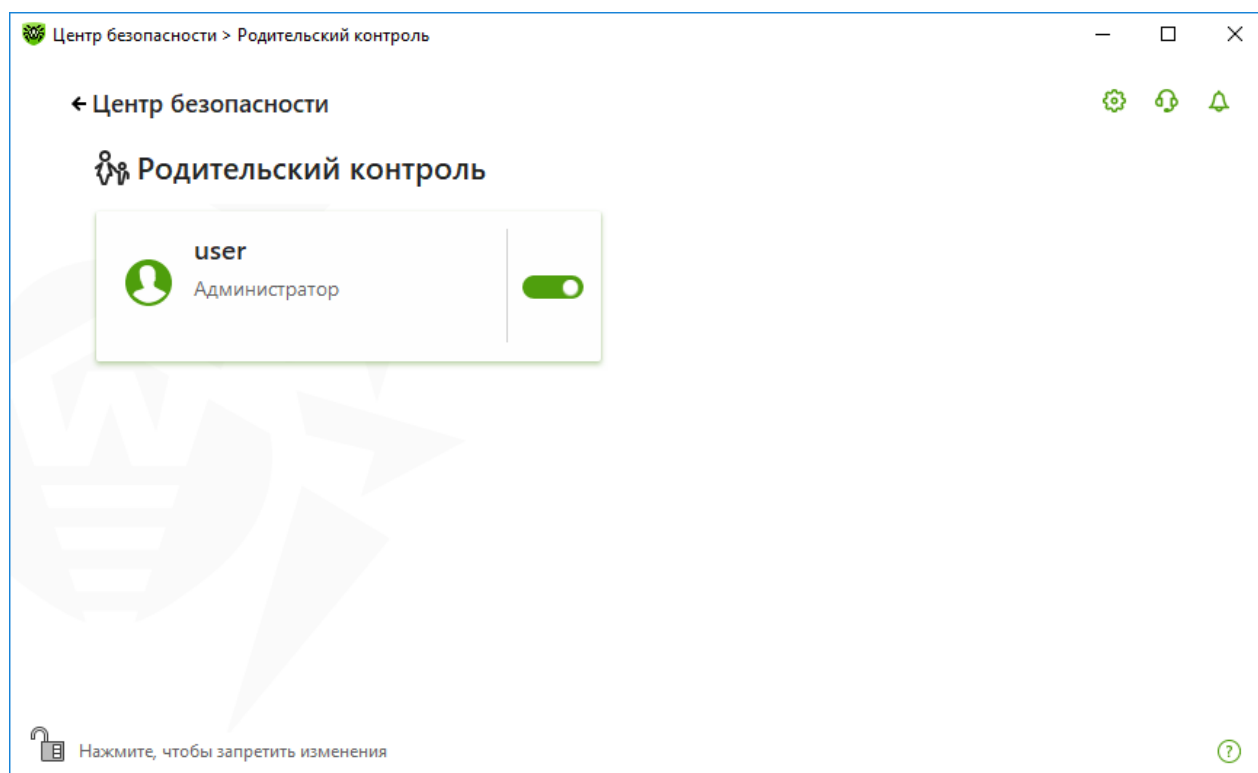 Центр безопасности > Родительский контроль
Центр безопасности
Родительский контроль
user
Администратор
Нажмите, чтобы запретить изменения